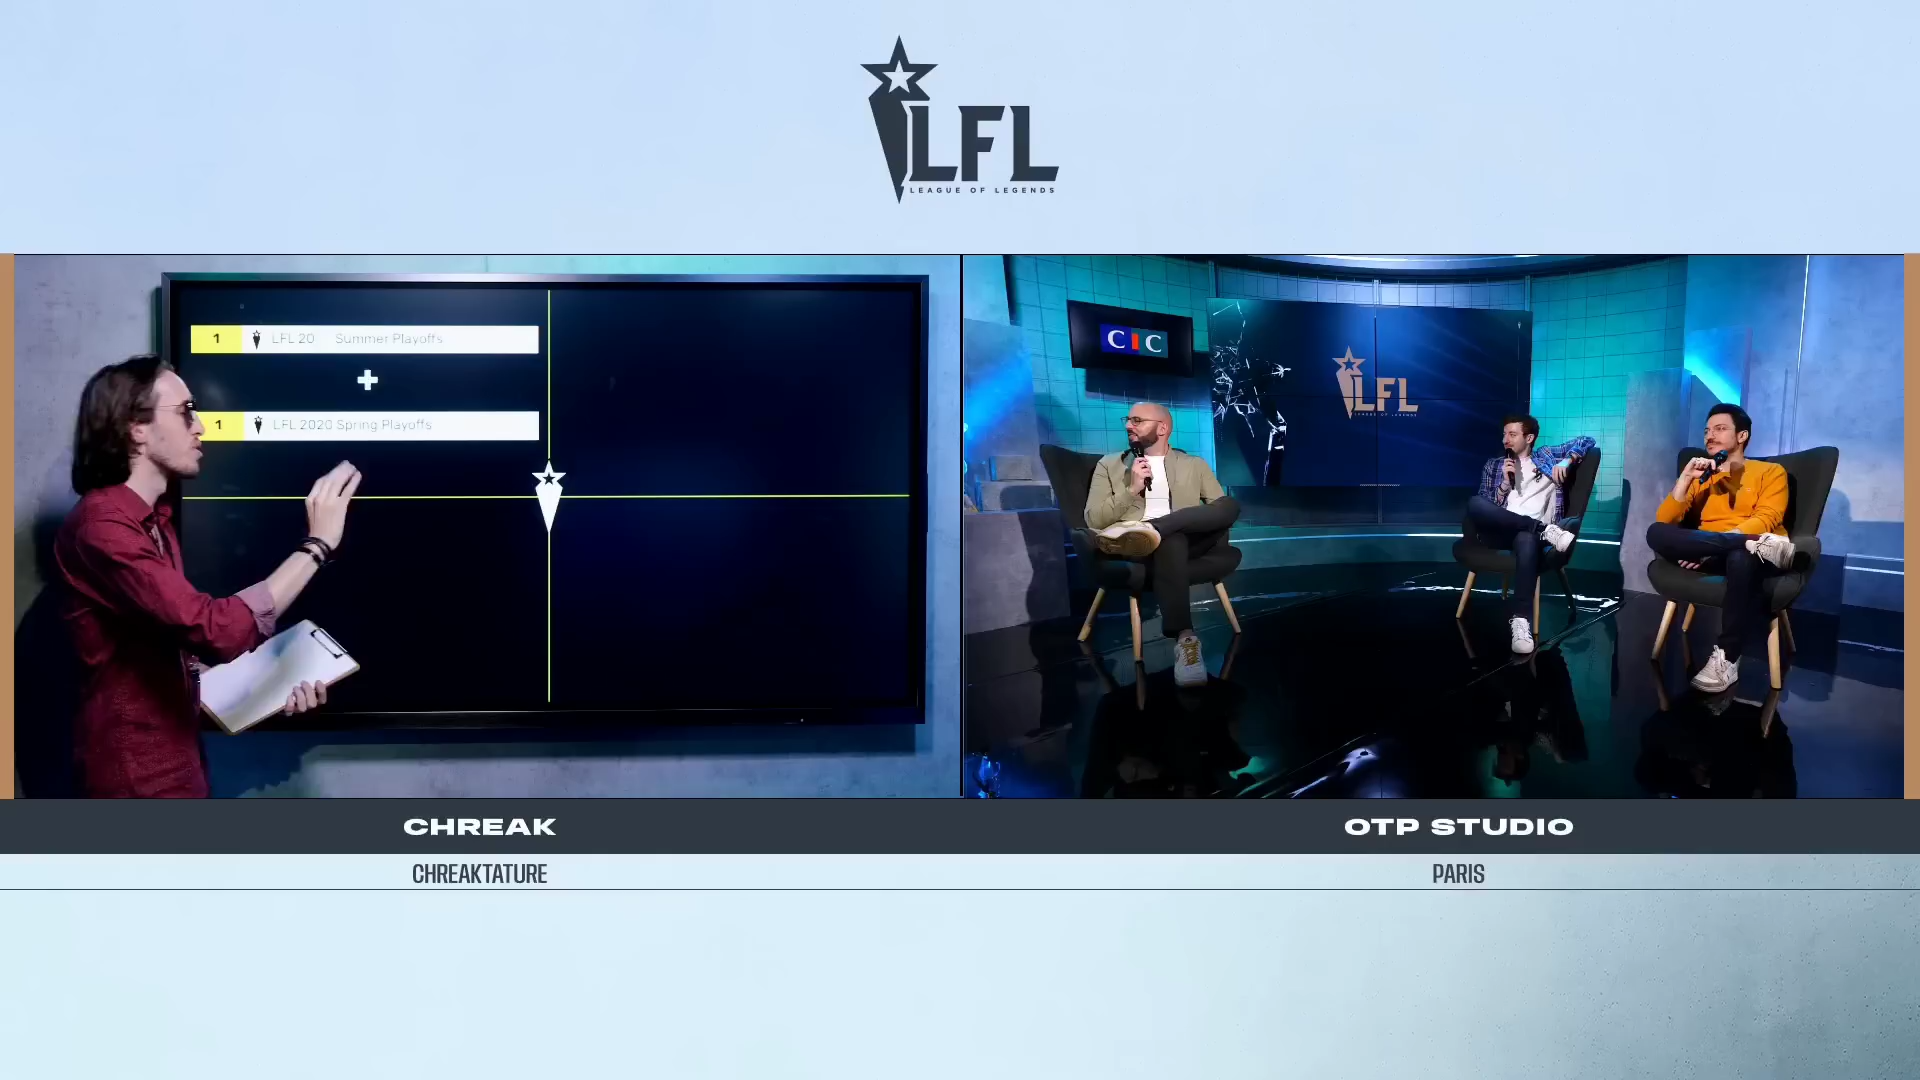 LFL
LEAGUE OF LEGENDS
1 LFL 20 Summer Playoffs
1 LFL 2020 Spring Playoffs
CIC
LFL
CHREAK
OTP STUDIO
CHREAKTATURE
PARIS